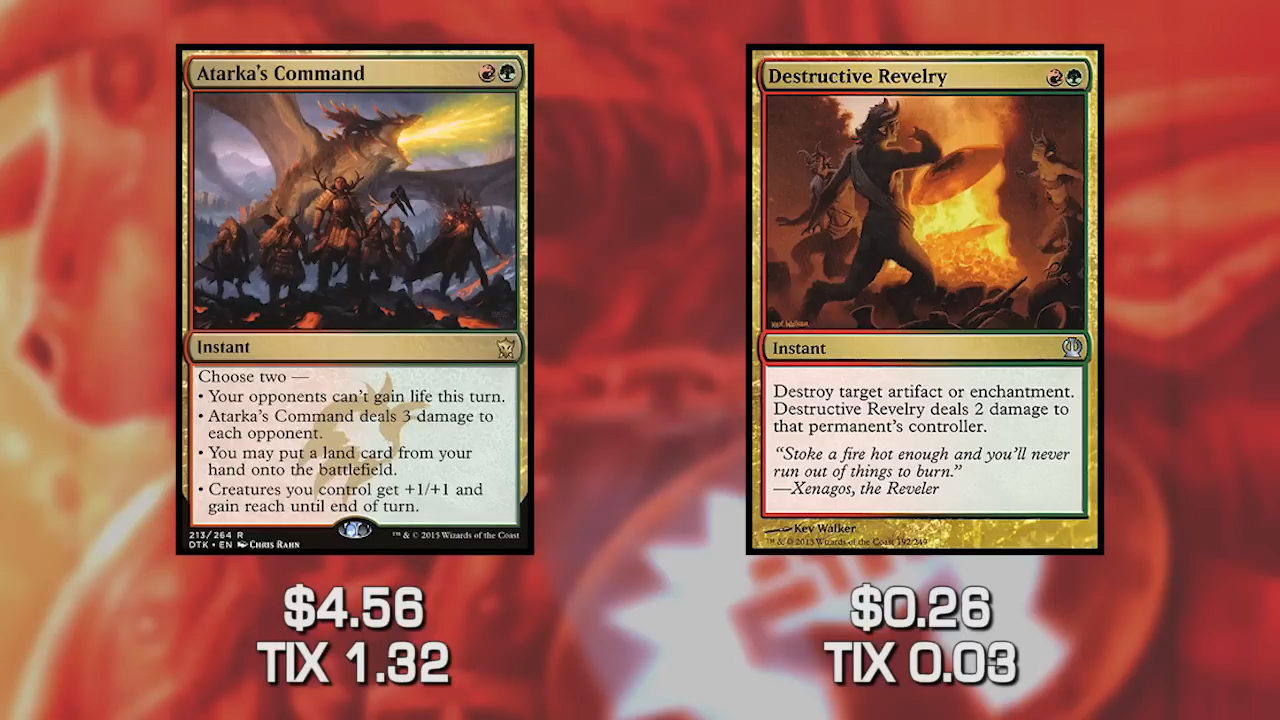 Atarka's Command
Instant
Choose two —
• Your opponents can't gain life this turn.
• Atarka's Command deals 3 damage to
each opponent.
• You may put a land card from your
hand onto the battlefield.
• Creatures you control get +1/+1 and
gain reach until end of turn.
213/264 R
DTK • EN Chris Rahn
™ & © 2015 Wizards of the Coast
$4.56
TIX 1.32
Destructive Revelry
Instant
Destroy target artifact or enchantment.
Destructive Revelry deals 2 damage to
that permanent's controller.
"Stoke a fire hot enough and you'll never
run out of things to burn."
—Xenagos, the Reveler
Kev Walker
™ & © 2013 Wizards of the Coast 192/249
$0.26
TIX 0.03